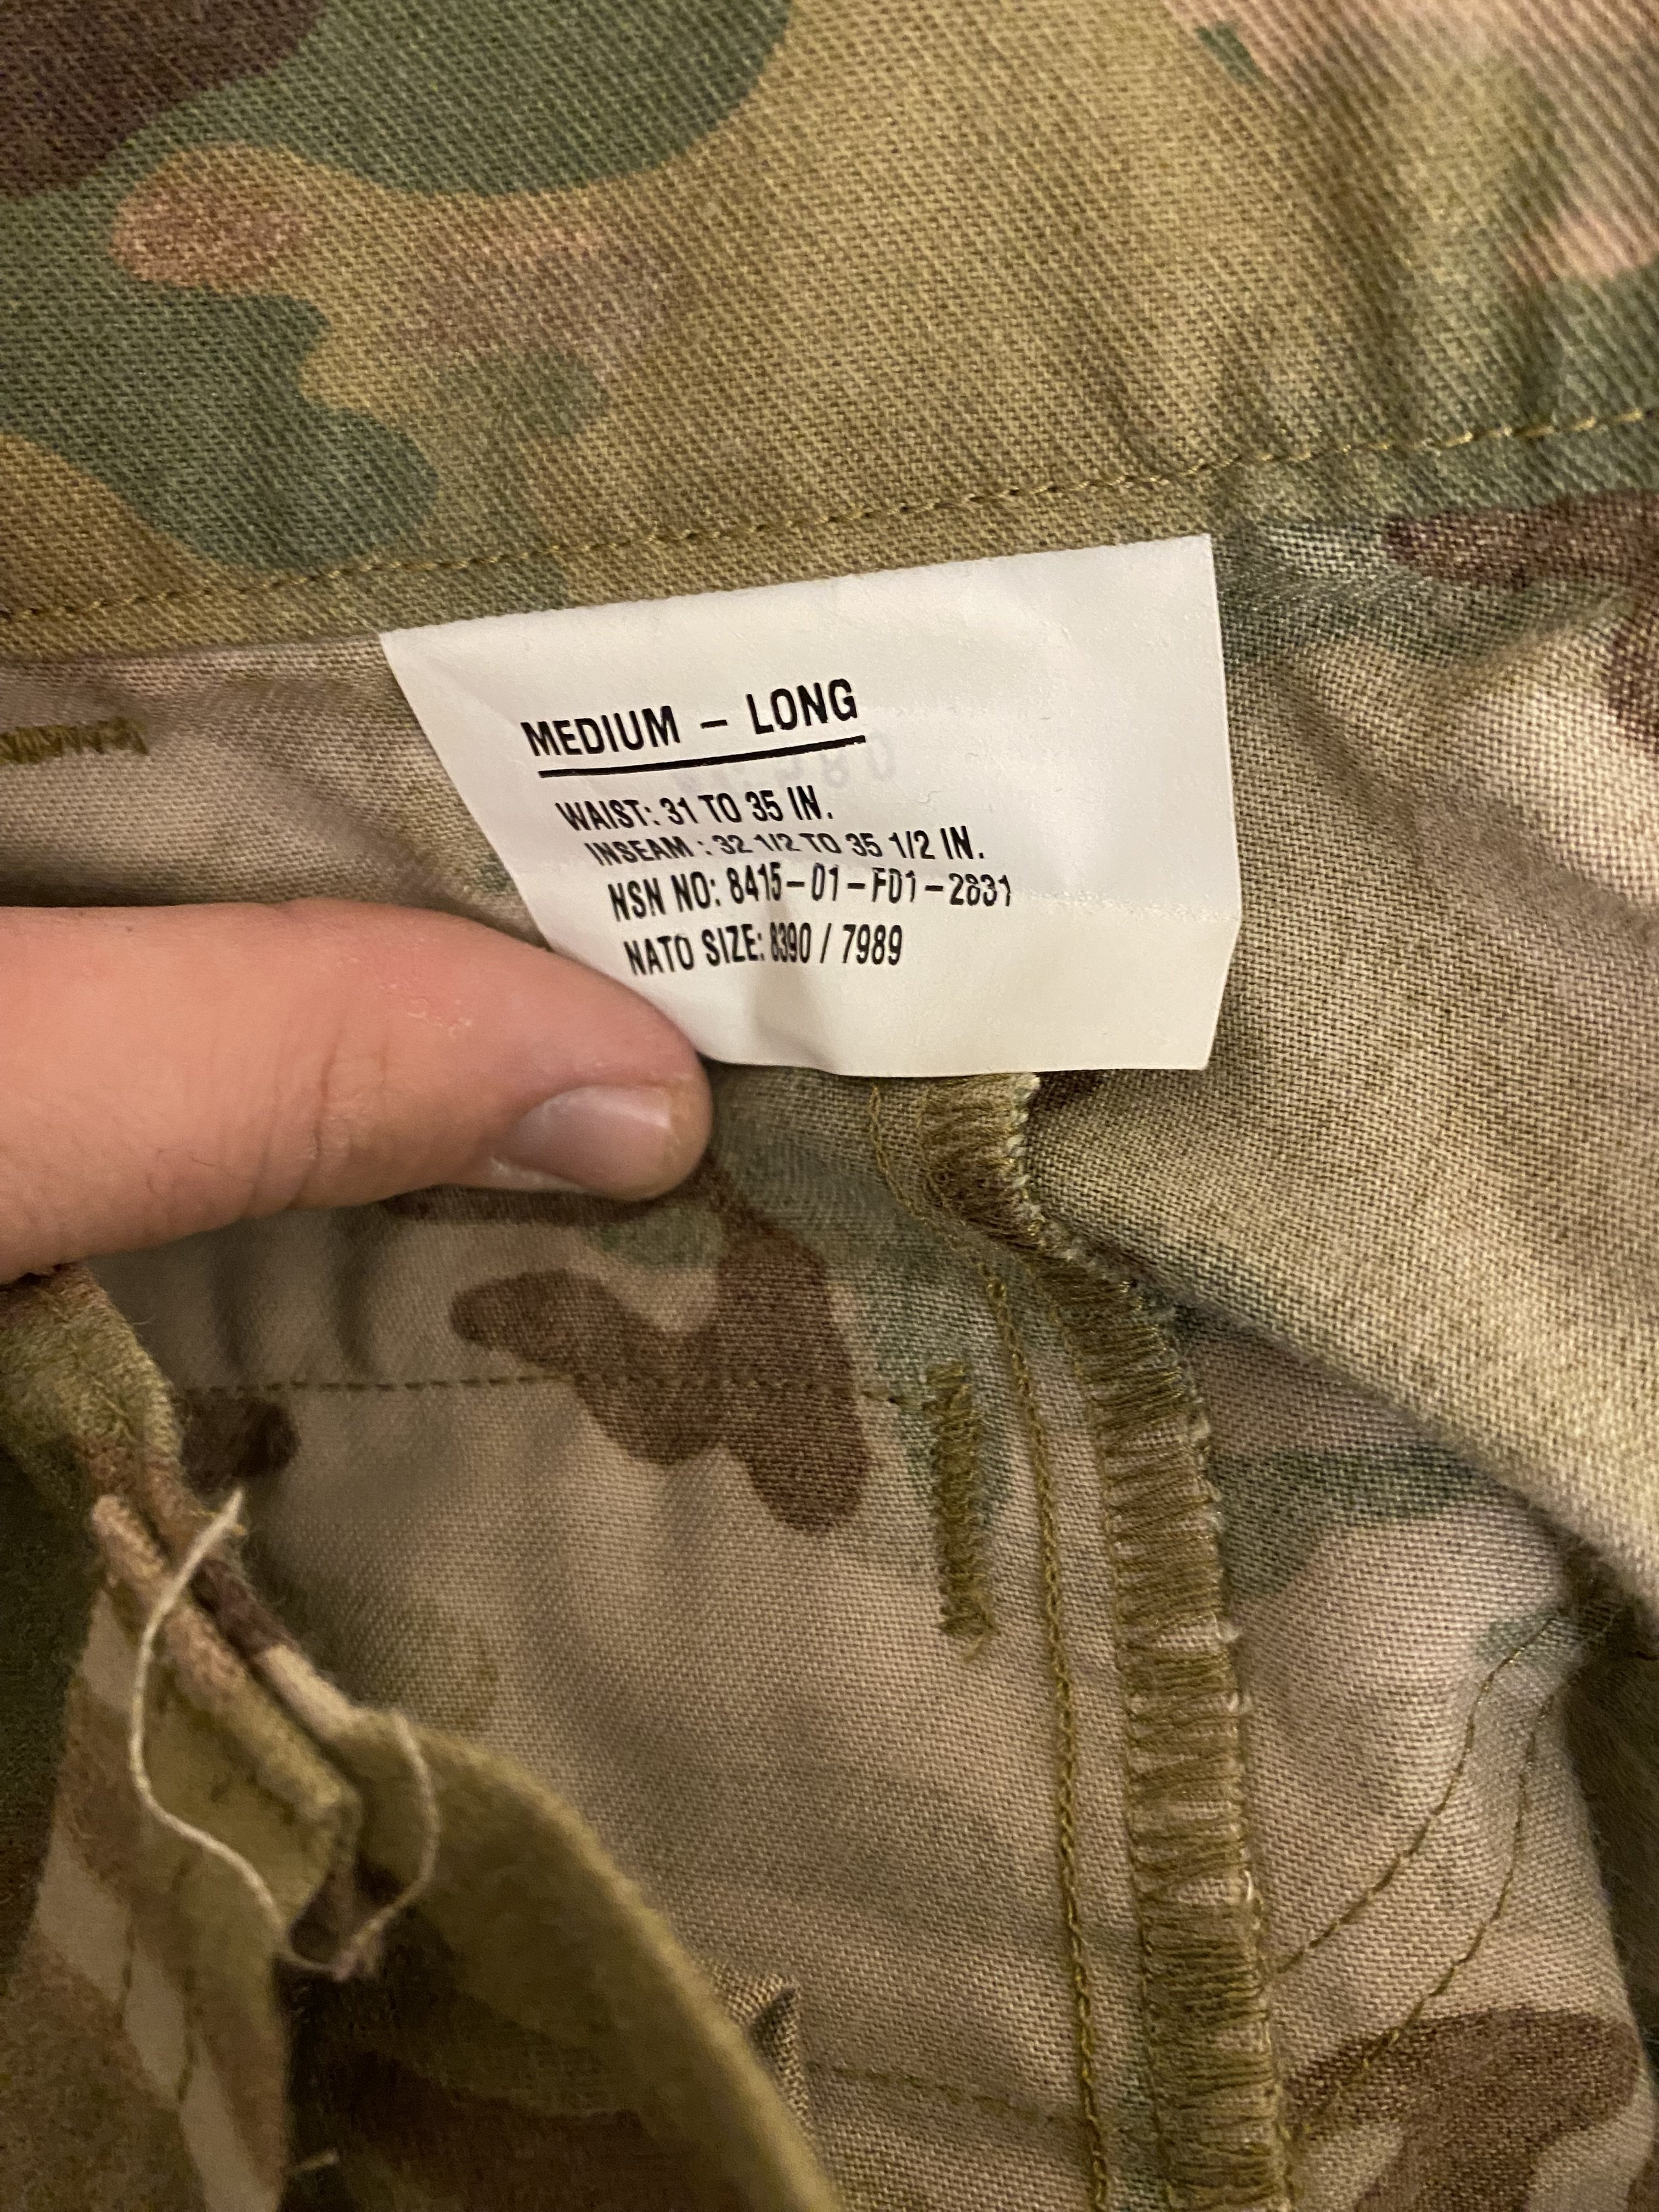 MEDIUM – LONG
WAIST: 31 TO 35 IN.
INSEAM : 32 1/2 TO 35 1/2 IN.
NSN NO: 8415–01–F01–2831
NATO SIZE: 8390 / 7989